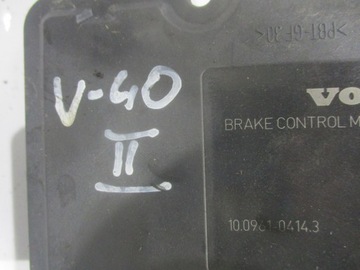 >PBT-GF30<
V-40
II
VO
BRAKE CONTROL M
10.0961-0414.3